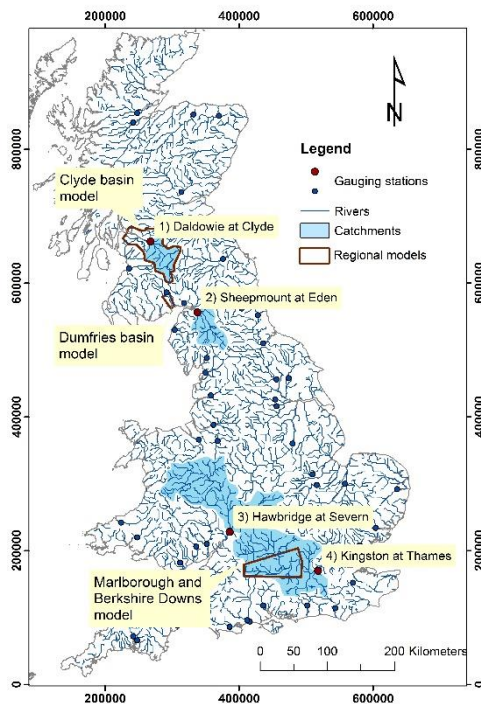 200000
400000
600000
800000
600000
400000
200000
0
N
Legend
Gauging stations
Rivers
Catchments
Regional models
Clyde basin
model
1) Daldowie at Clyde
2) Sheepmount at Eden
Dumfries basin
model
3) Hawbridge at Severn
4) Kingston at Thames
Marlborough and
Berkshire Downs
model
0
50
100
200 Kilometers
800000
600000
400000
200000
0
200000
400000
600000